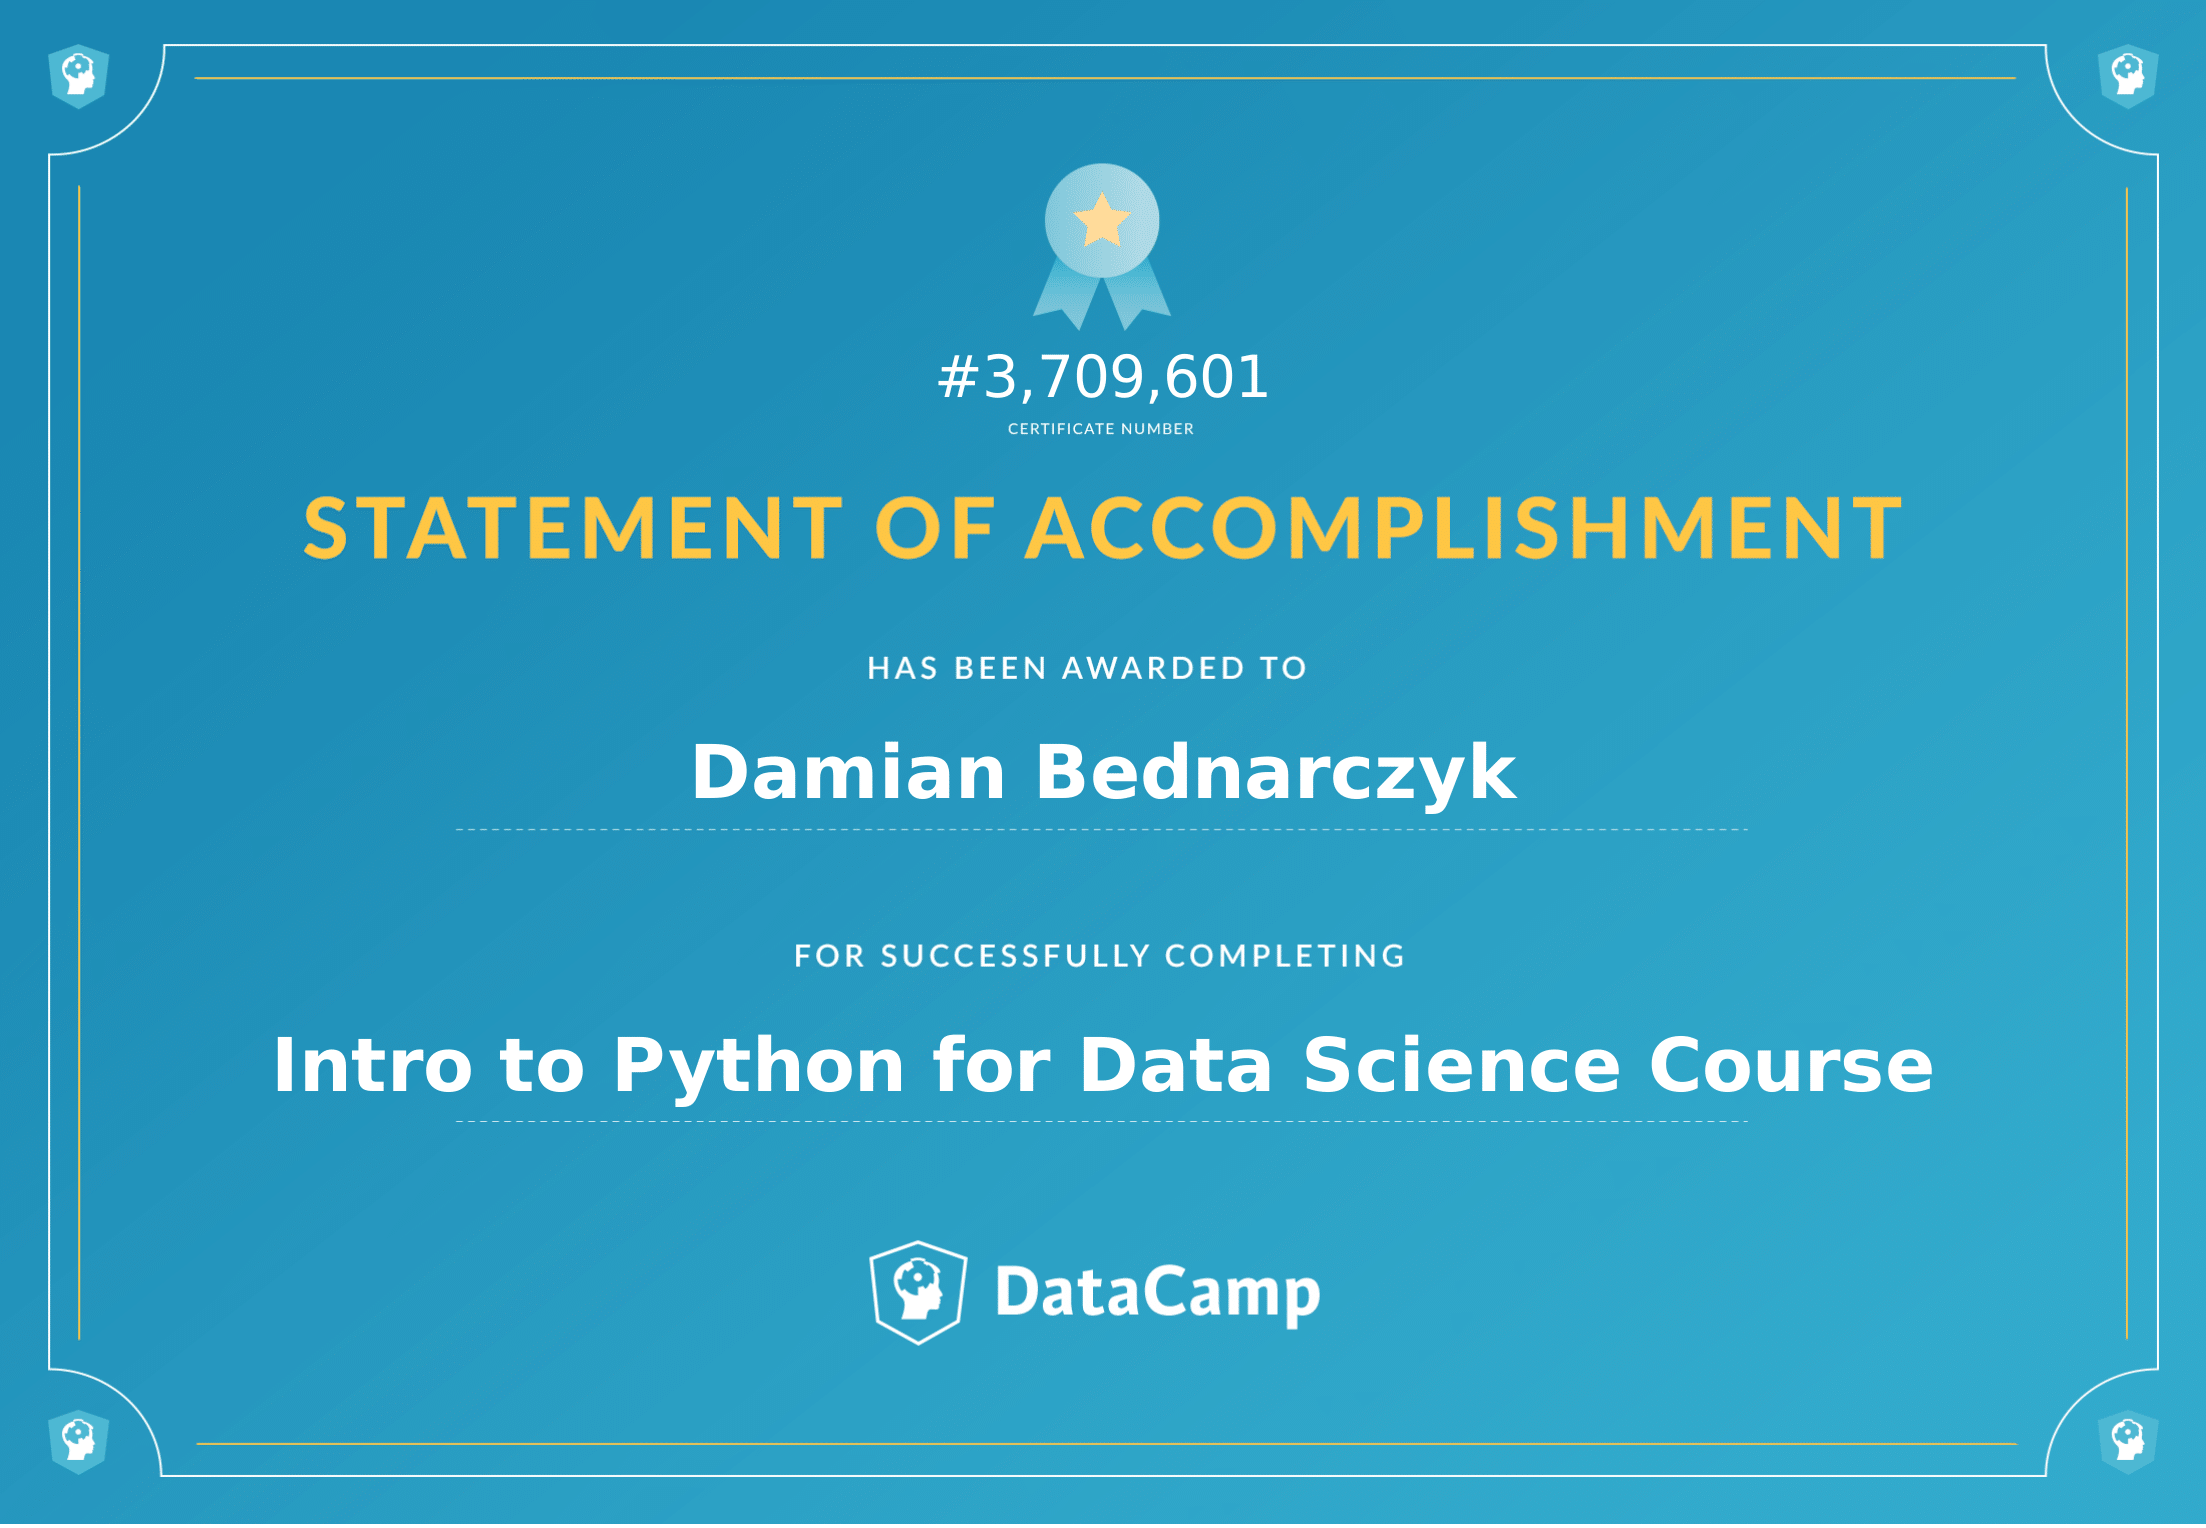 #3,709,601
CERTIFICATE NUMBER
STATEMENT OF ACCOMPLISHMENT
HAS BEEN AWARDED TO
Damian Bednarczyk
FOR SUCCESSFULLY COMPLETING
Intro to Python for Data Science Course
DataCamp